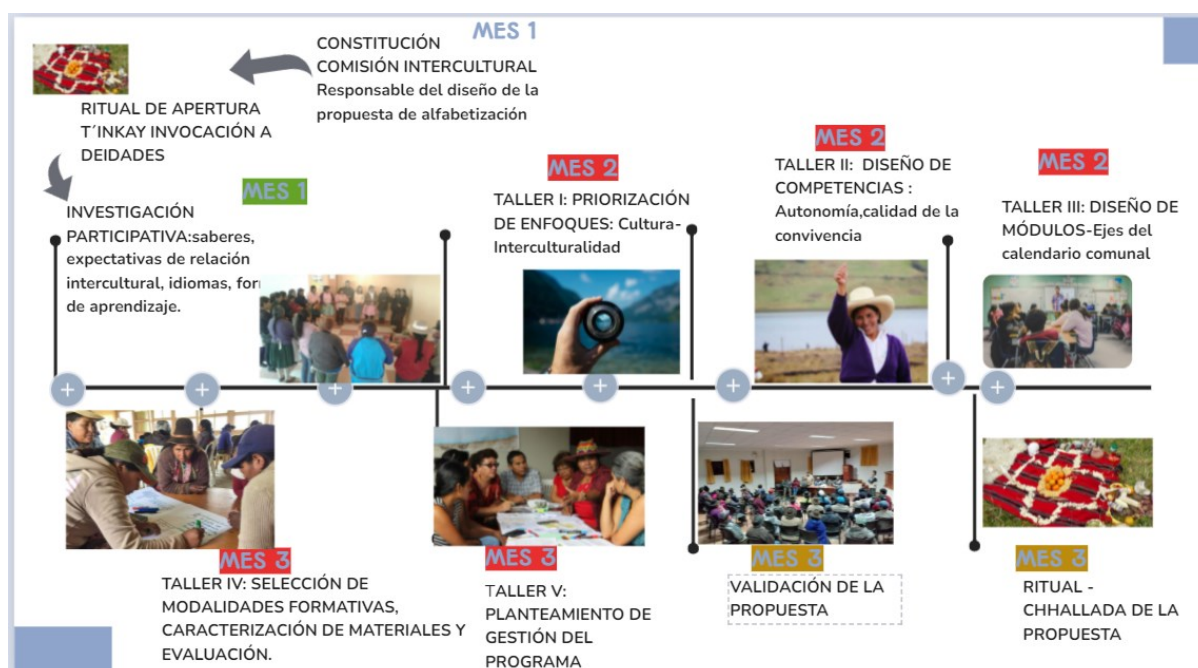 MES 1
CONSTITUCIÓN
COMISIÓN INTERCULTURAL
Responsable del diseño de la
propuesta de alfabetización
RITUAL DE APERTURA
T´INKAY INVOCACIÓN A
DEIDADES
MES 1
INVESTIGACIÓN
PARTICIPATIVA:saberes,
expectativas de relación
intercultural, idiomas, for
de aprendizaje.
MES 2
TALLER I: PRIORIZACIÓN
DE ENFOQUES: Cultura-
Interculturalidad
MES 2
TALLER II: DISEÑO DE
COMPETENCIAS :
Autonomía,calidad de la
convivencia
MES 2
TALLER III: DISEÑO DE
MÓDULOS-Ejes del
calendario comunal
MES 3
TALLER IV: SELECCIÓN DE
MODALIDADES FORMATIVAS,
CARACTERIZACIÓN DE MATERIALES Y
EVALUACIÓN.
MES 3
TALLER V:
PLANTEAMIENTO DE
GESTIÓN DEL
PROGRAMA
MES 3
VALIDACIÓN DE LA
PROPUESTA
MES 3
RITUAL -
CHHALLADA DE LA
PROPUESTA